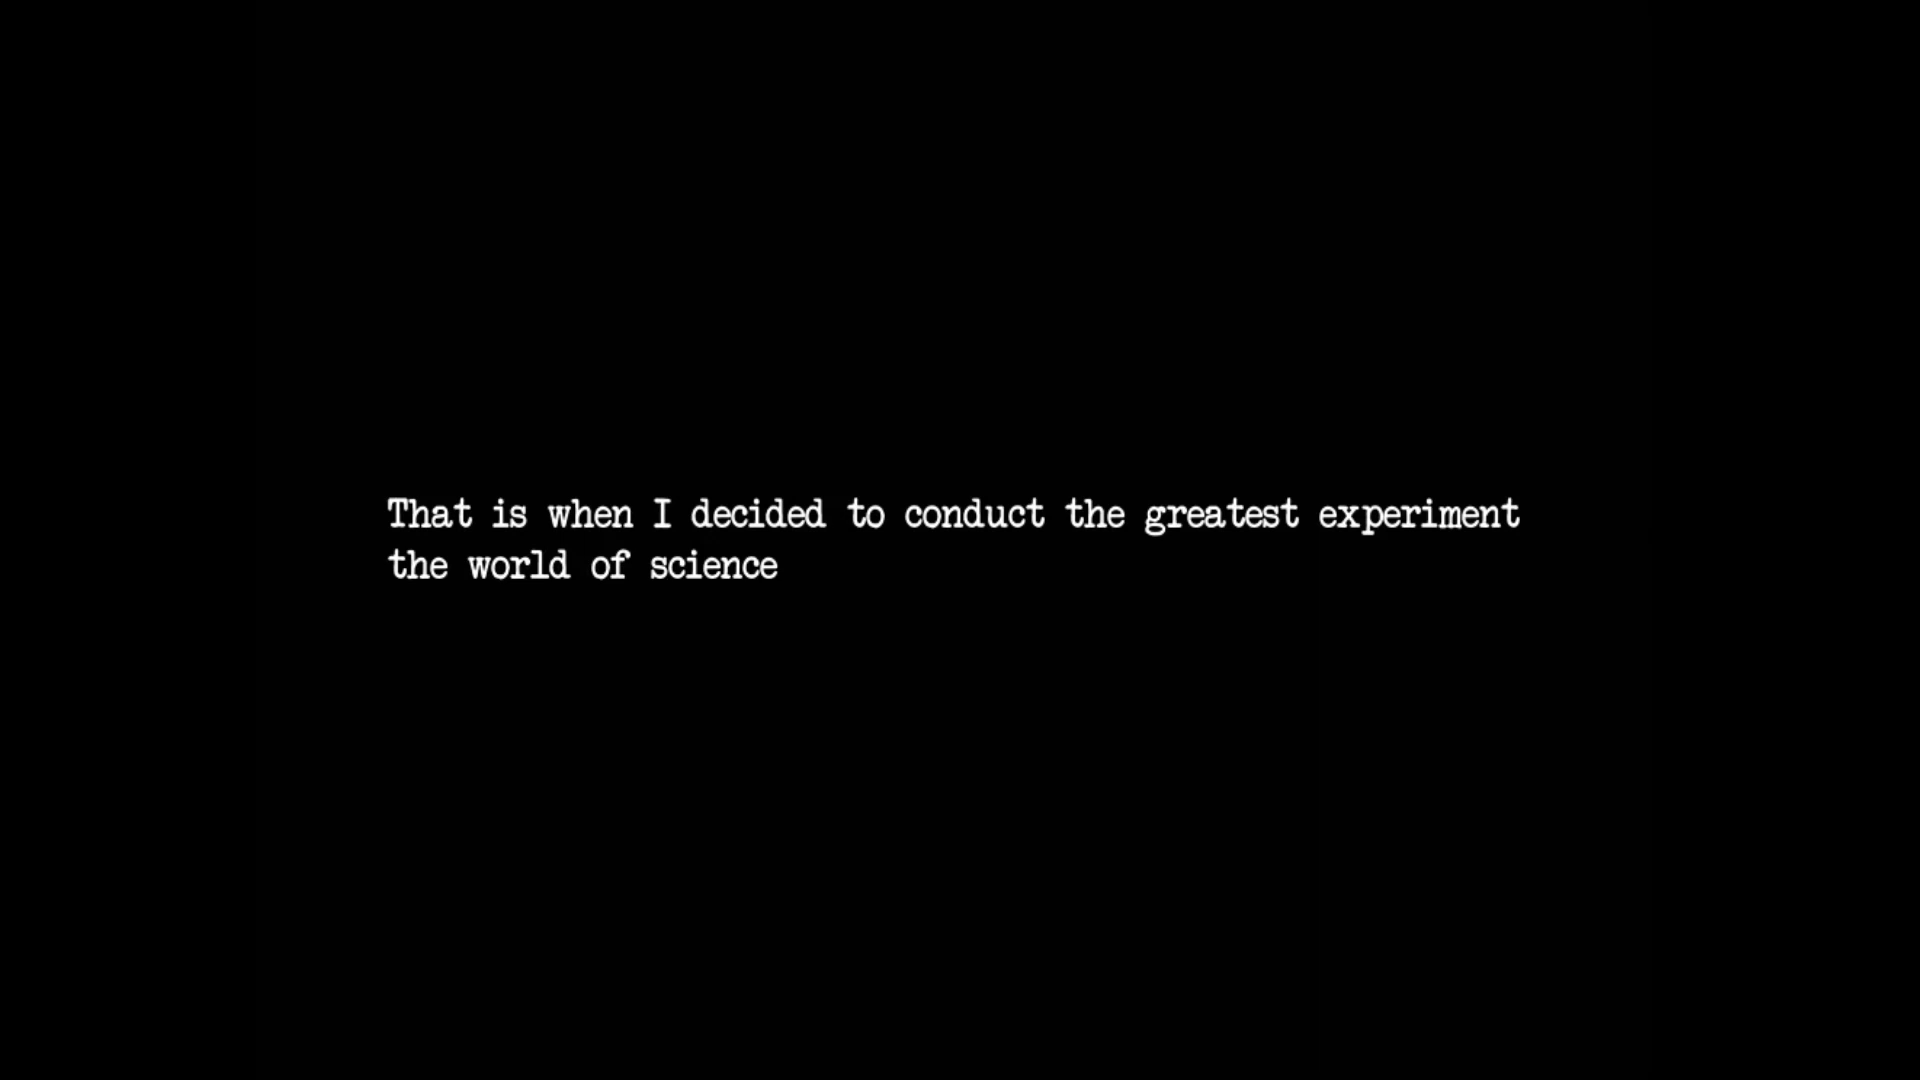 That is when I decided to conduct the greatest experiment
the world of science